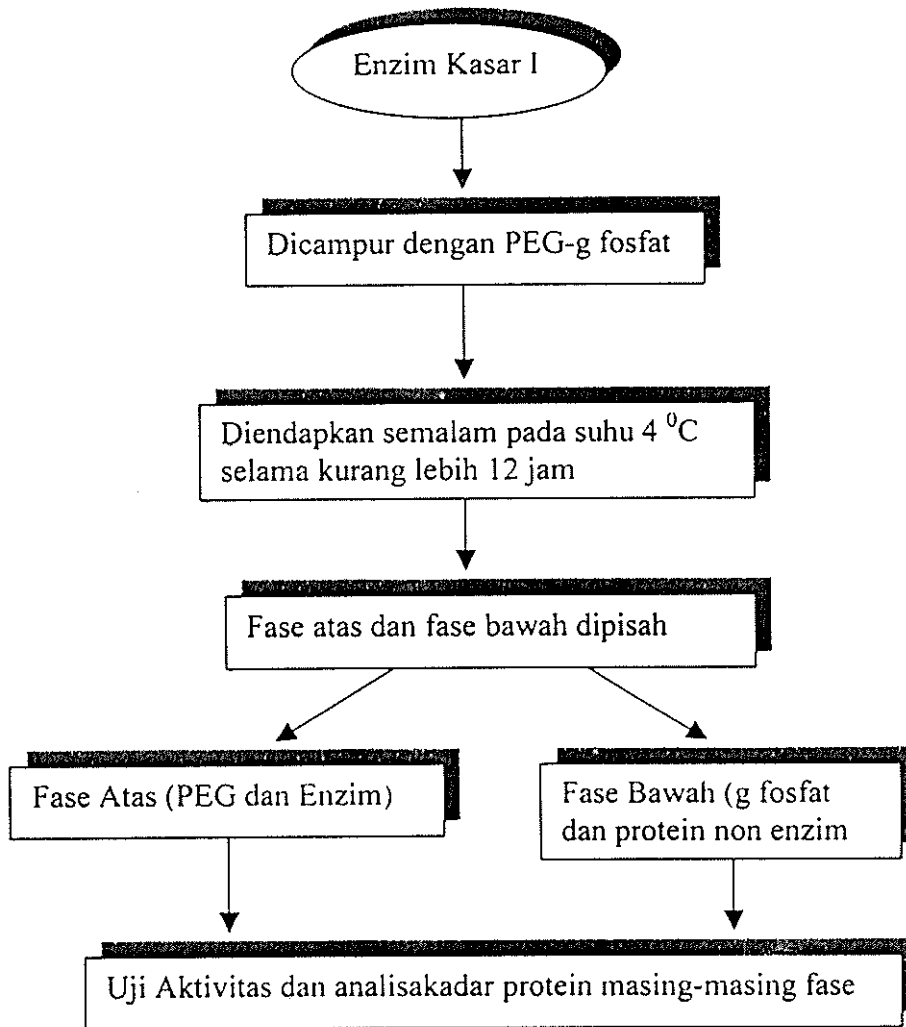 Enzim Kasar I
Dicampur dengan PEG-g fosfat
Diendapkan semalam pada suhu 4 ⁰C
selama kurang lebih 12 jam
Fase atas dan fase bawah dipisah
Fase Atas (PEG dan Enzim)
Fase Bawah (g fosfat
dan protein non enzim
Uji Aktivitas dan analisakadar protein masing-masing fase